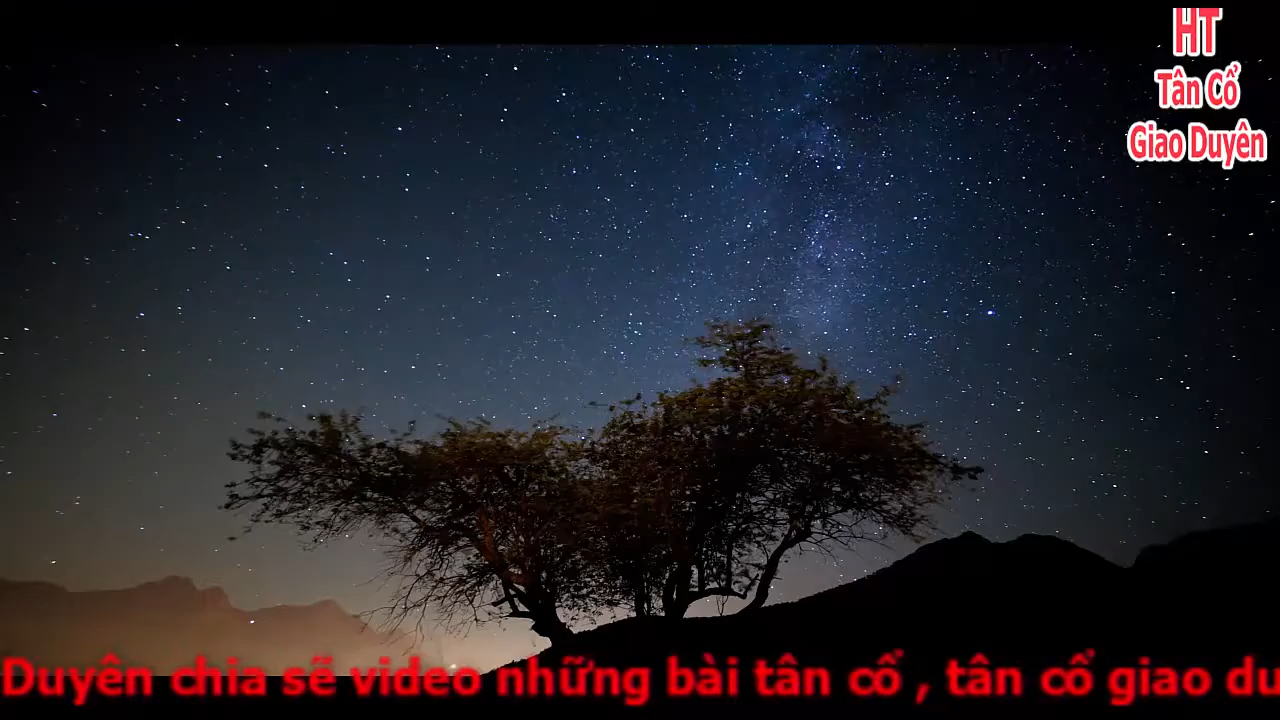 HT
Tân Cổ
Giao Duyên
Duyên chia sẽ video những bài tân cổ , tân cổ giao du